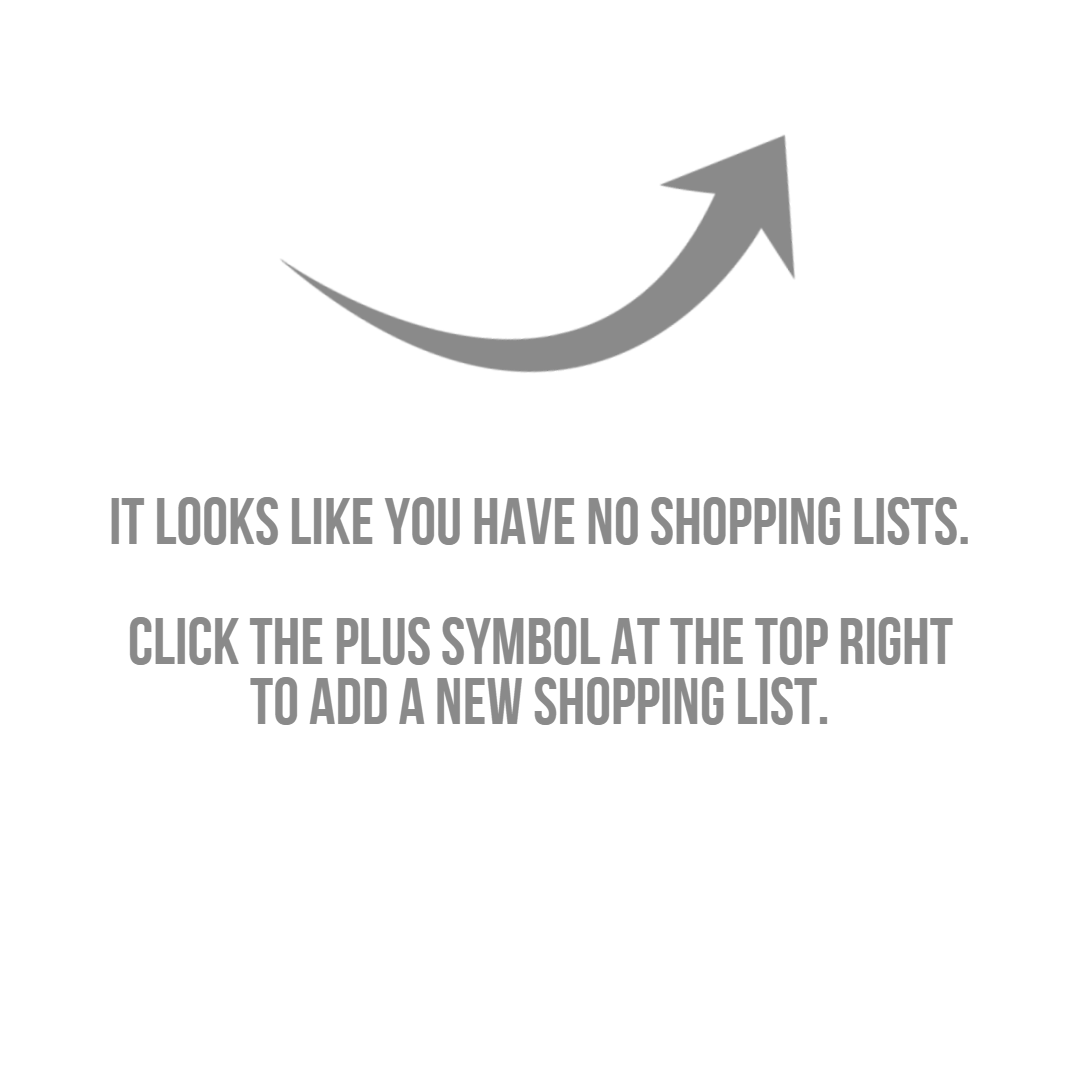 IT LOOKS LIKE YOU HAVE NO SHOPPING LISTS.
CLICK THE PLUS SYMBOL AT THE TOP RIGHT
TO ADD A NEW SHOPPING LIST.